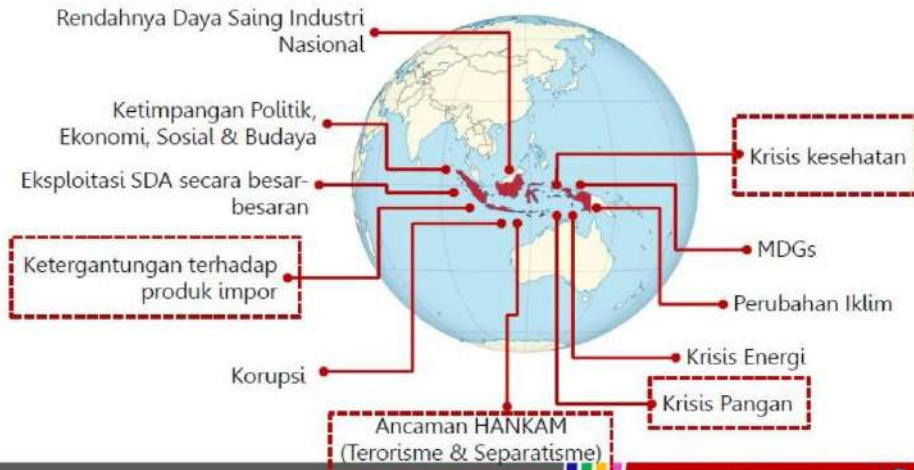 Rendahnya Daya Saing Industri
Nasional
Ketimpangan Politik,
Ekonomi, Sosial & Budaya
Eksploitasi SDA secara besar-
besaran
Ketergantungan terhadap
produk impor
Korupsi
Ancaman HANKAM
(Terorisme & Separatisme)
Krisis kesehatan
MDGs
Perubahan Iklim
Krisis Energi
Krisis Pangan